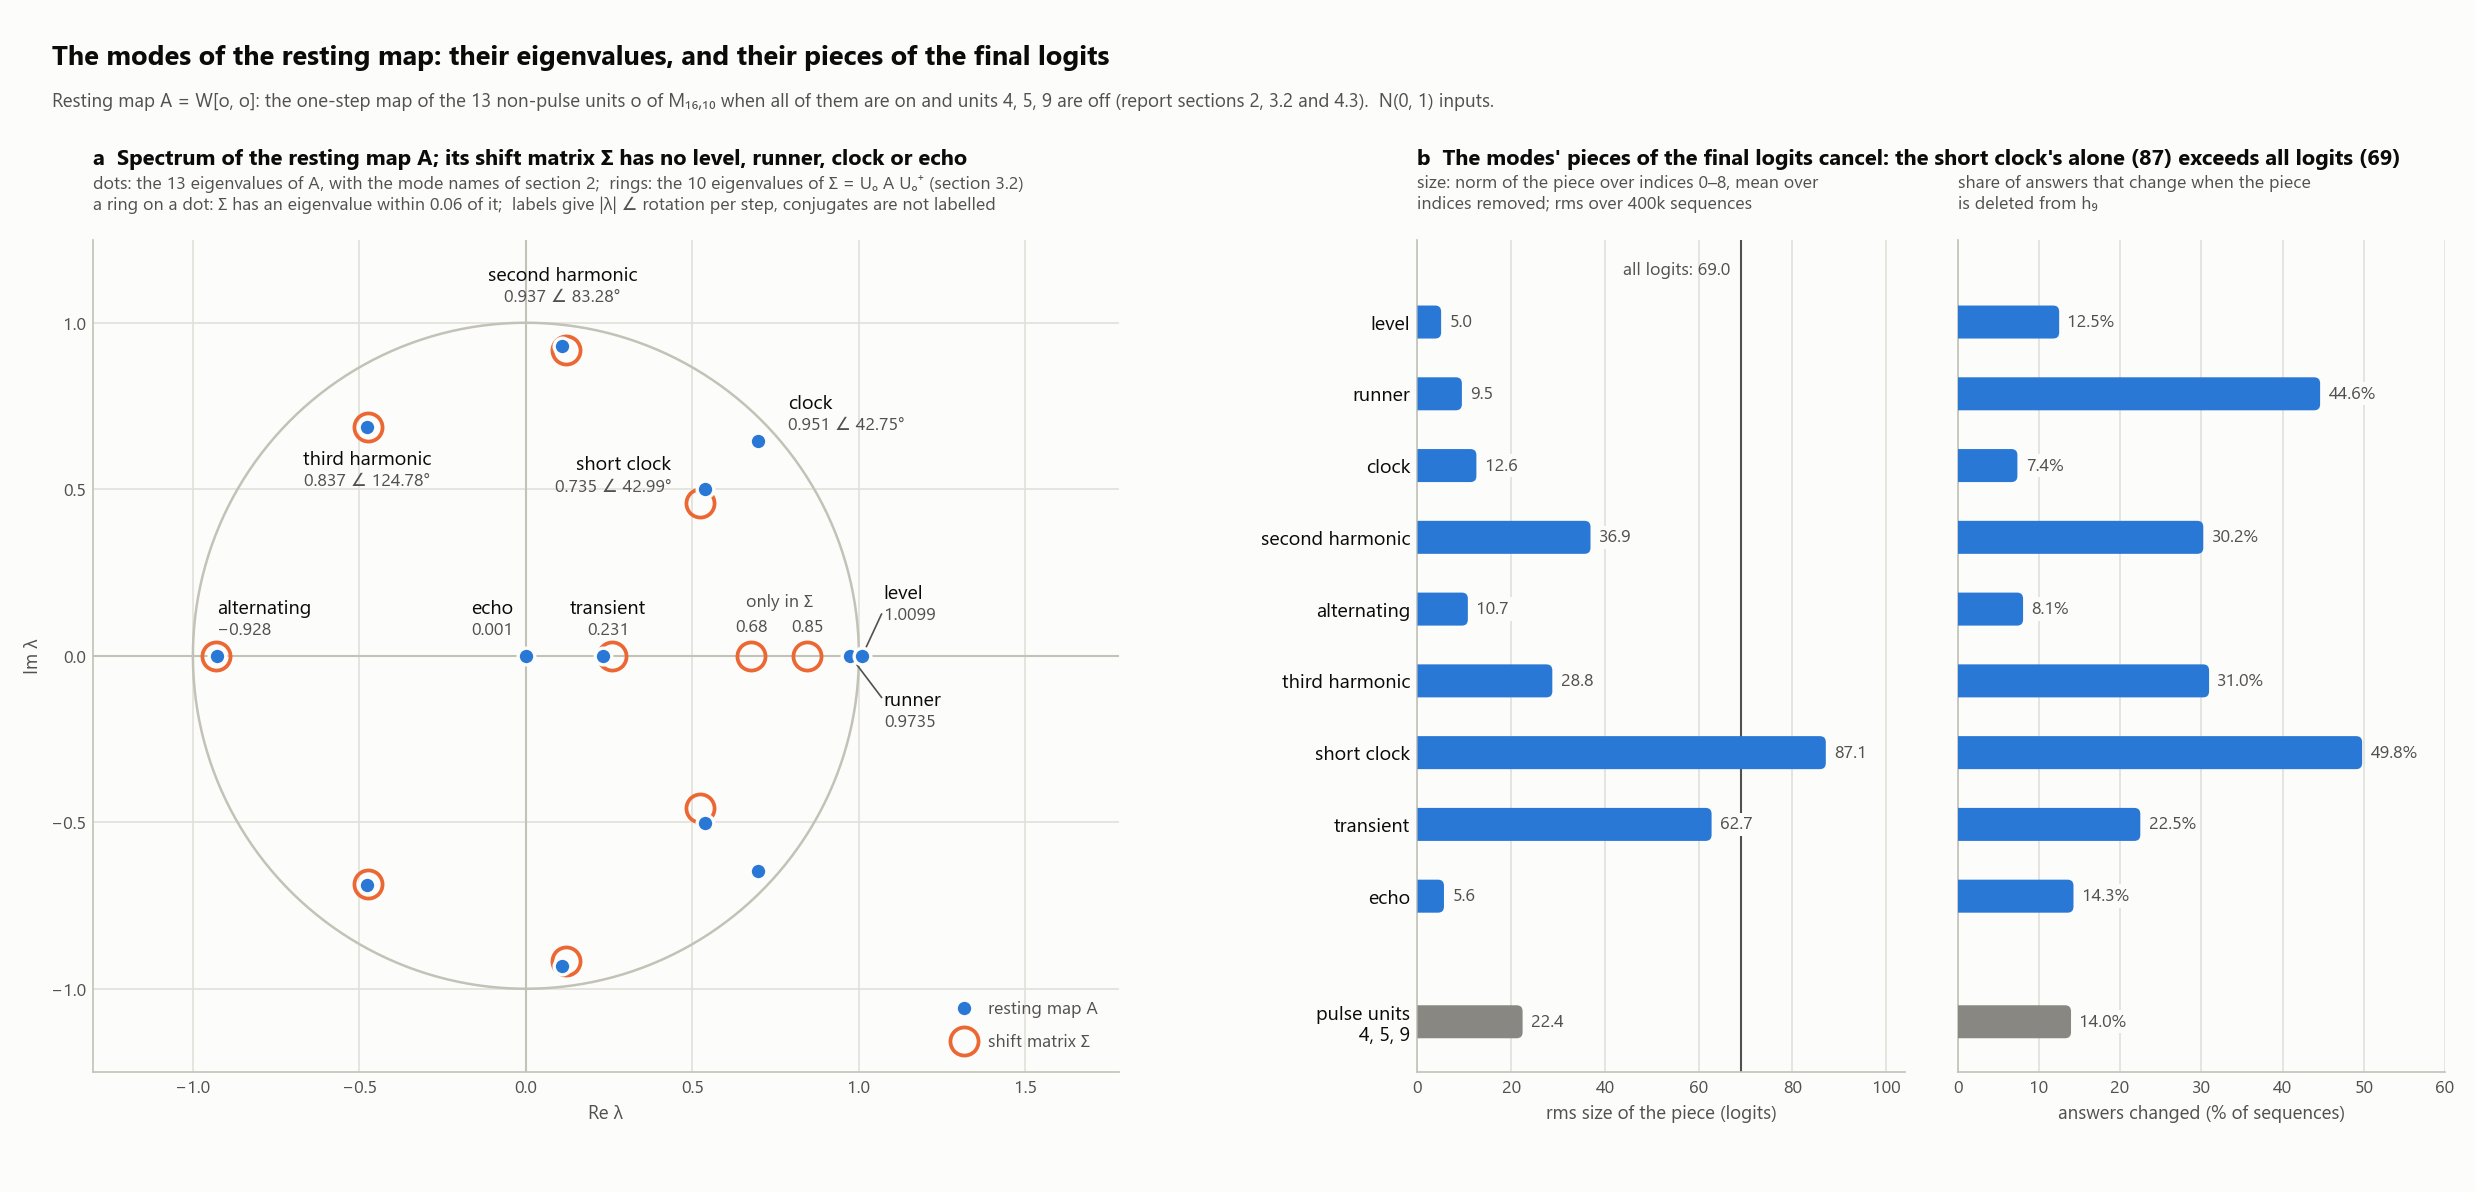 The modes of the resting map: their eigenvalues, and their pieces of the final logits
Resting map A = W[o, o]: the one-step map of the 13 non-pulse units o of M₁₆,₁₀ when all of them are on and units 4, 5, 9 are off (report sections 2, 3.2 and 4.3).  N(0, 1) inputs.
a  Spectrum of the resting map A; its shift matrix Σ has no level, runner, clock or echo
dots: the 13 eigenvalues of A, with the mode names of section 2;  rings: the 10 eigenvalues of Σ = Uₒ A Uₒ⁺ (section 3.2)
a ring on a dot: Σ has an eigenvalue within 0.06 of it;  labels give |λ| ∠ rotation per step, conjugates are not labelled
second harmonic
0.937 ∠ 83.28°
clock
0.951 ∠ 42.75°
third harmonic
0.837 ∠ 124.78°
short clock
0.735 ∠ 42.99°
alternating
−0.928
echo
0.001
transient
0.231
only in Σ
0.68
0.85
level
1.0099
runner
0.9735
resting map A
shift matrix Σ
1.0
0.5
0.0
−0.5
−1.0
Im λ
−1.0
−0.5
0.0
0.5
1.0
1.5
Re λ
b  The modes' pieces of the final logits cancel: the short clock's alone (87) exceeds all logits (69)
size: norm of the piece over indices 0–8, mean over
indices removed; rms over 400k sequences
all logits: 69.0
level
5.0
runner
9.5
clock
12.6
second harmonic
36.9
alternating
10.7
third harmonic
28.8
short clock
87.1
transient
62.7
echo
5.6
pulse units
4, 5, 9
22.4
0
20
40
60
80
100
rms size of the piece (logits)
share of answers that change when the piece
is deleted from h₉
12.5%
44.6%
7.4%
30.2%
8.1%
31.0%
49.8%
22.5%
14.3%
14.0%
0
10
20
30
40
50
60
answers changed (% of sequences)